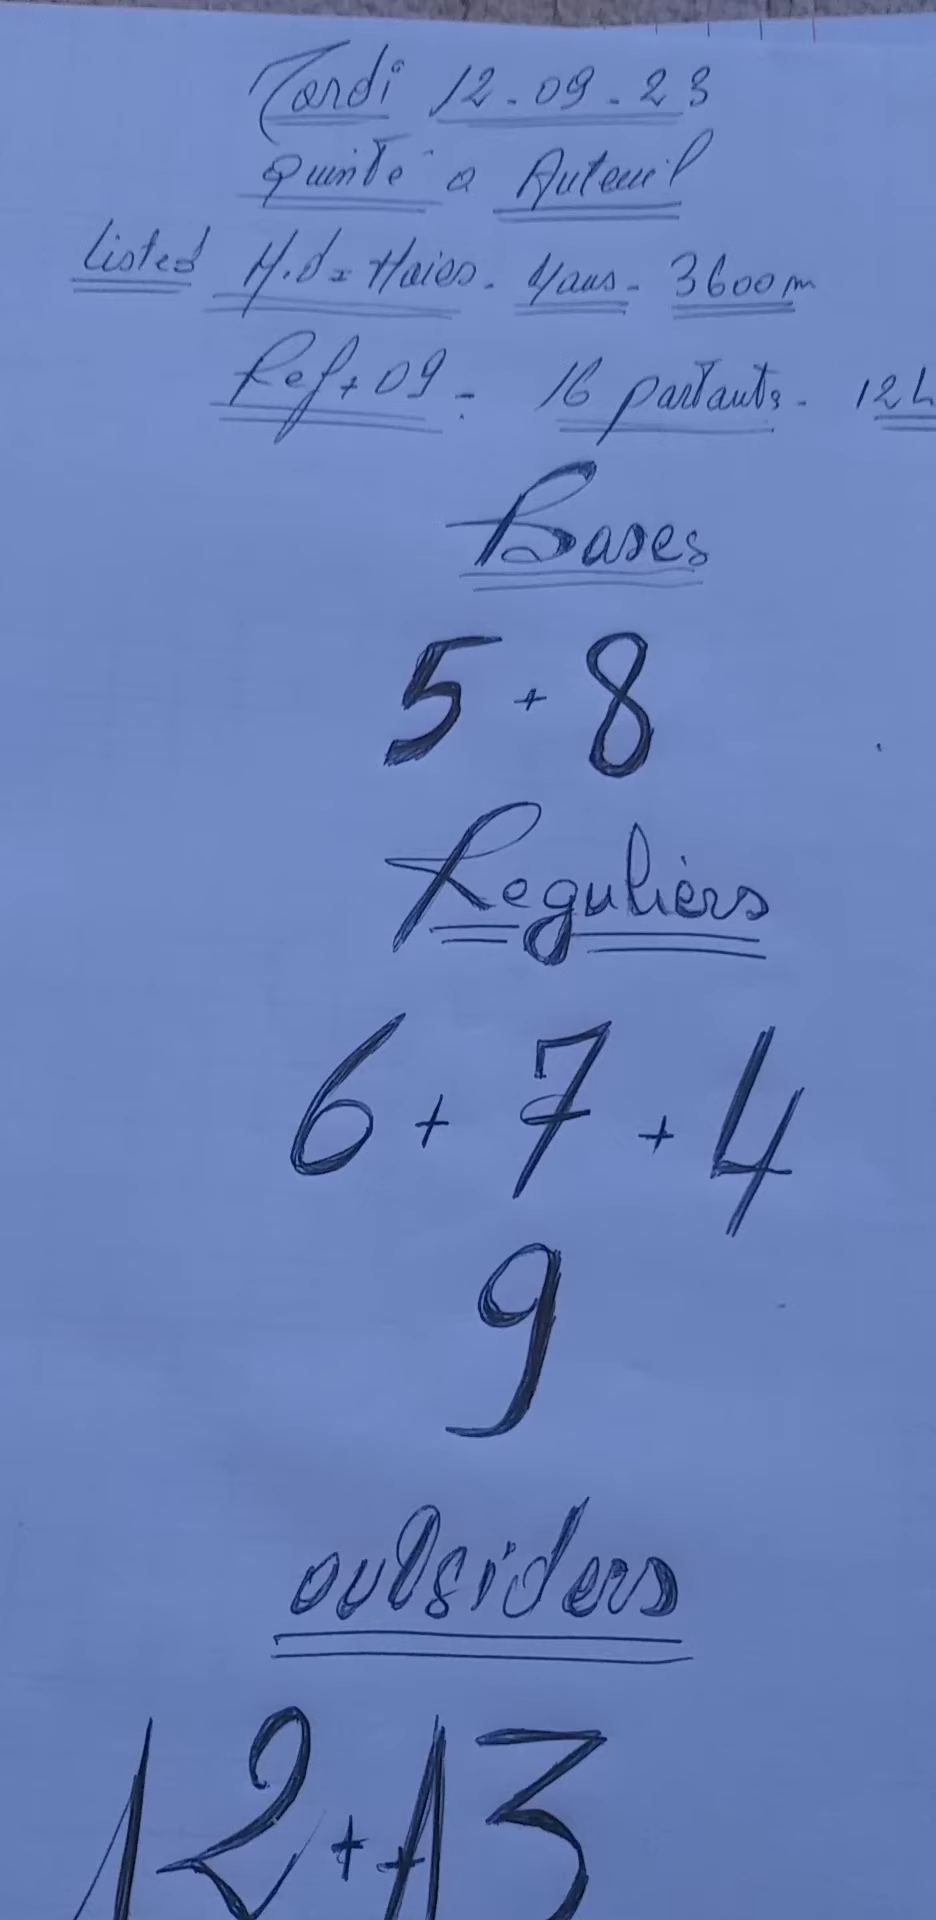 Mardi 12-09-23
Quinté à Auteuil
Listed H.d= Haies. 4ans- 3600m
Ref+09- 16 partants- 12h
Bases
5+8
Reguliers
6+7+4
9
outsiders
12+13